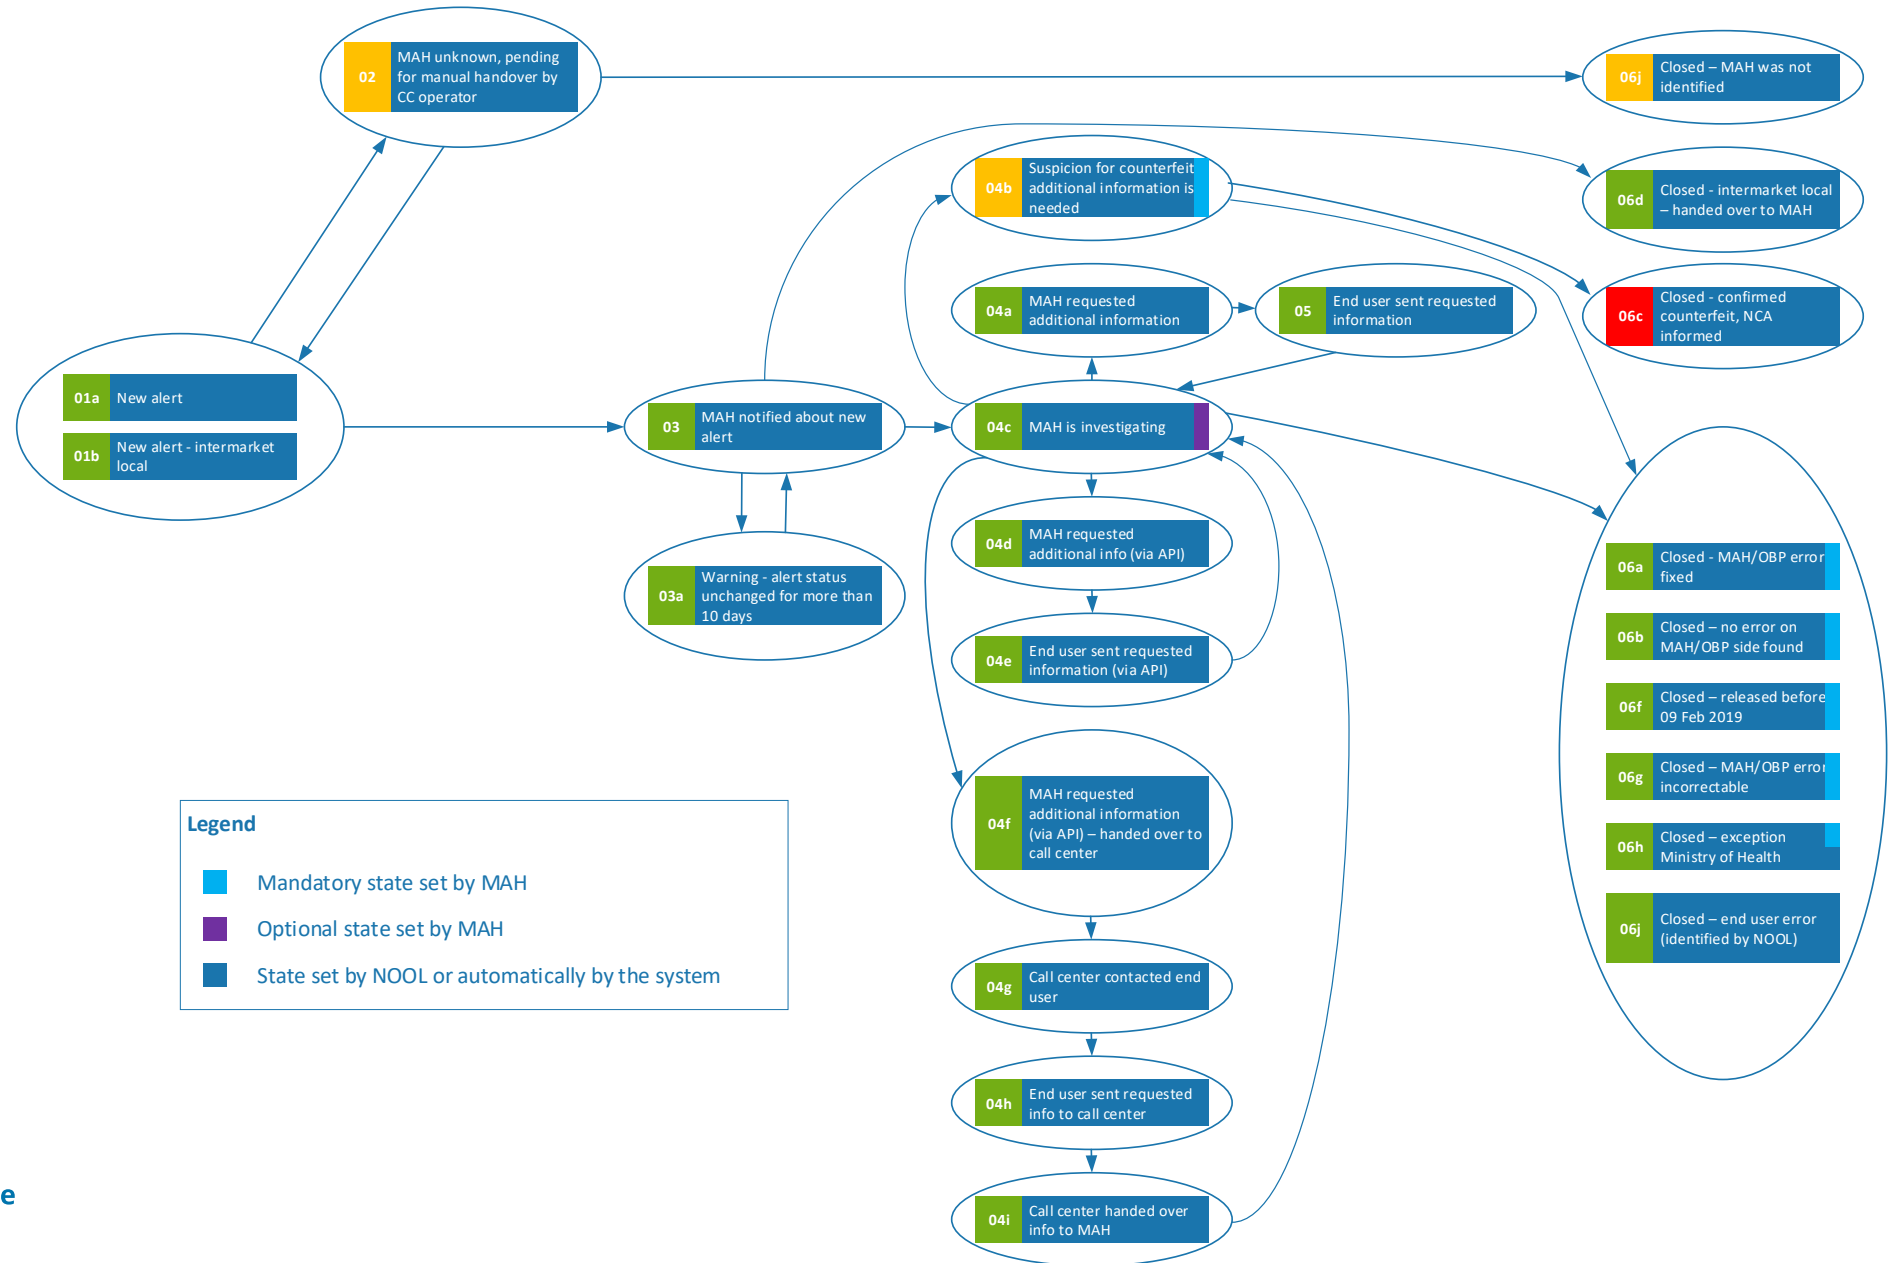 02
MAH unknown, pending
for manual handover by
CC operator
06j
Closed – MAH was not
identified
04b
Suspicion for counterfeit
additional information is
needed
06d
Closed - intermarket local
– handed over to MAH
04a
MAH requested
additional information
05
End user sent requested
information
06c
Closed - confirmed
counterfeit, NCA
informed
01a
New alert
01b
New alert - intermarket
local
03
MAH notified about new
alert
04c
MAH is investigating
03a
Warning - alert status
unchanged for more than
10 days
04d
MAH requested
additional info (via API)
04e
End user sent requested
information (via API)
04f
MAH requested
additional information
(via API) – handed over to
call center
04g
Call center contacted end
user
04h
End user sent requested
info to call center
04i
Call center handed over
info to MAH
06a
Closed - MAH/OBP error
fixed
06b
Closed – no error on
MAH/OBP side found
06f
Closed – released before
09 Feb 2019
06g
Closed – MAH/OBP error
incorrectable
06h
Closed – exception
Ministry of Health
06j
Closed – end user error
(identified by NOOL)
Legend
Mandatory state set by MAH
Optional state set by MAH
State set by NOOL or automatically by the system
e